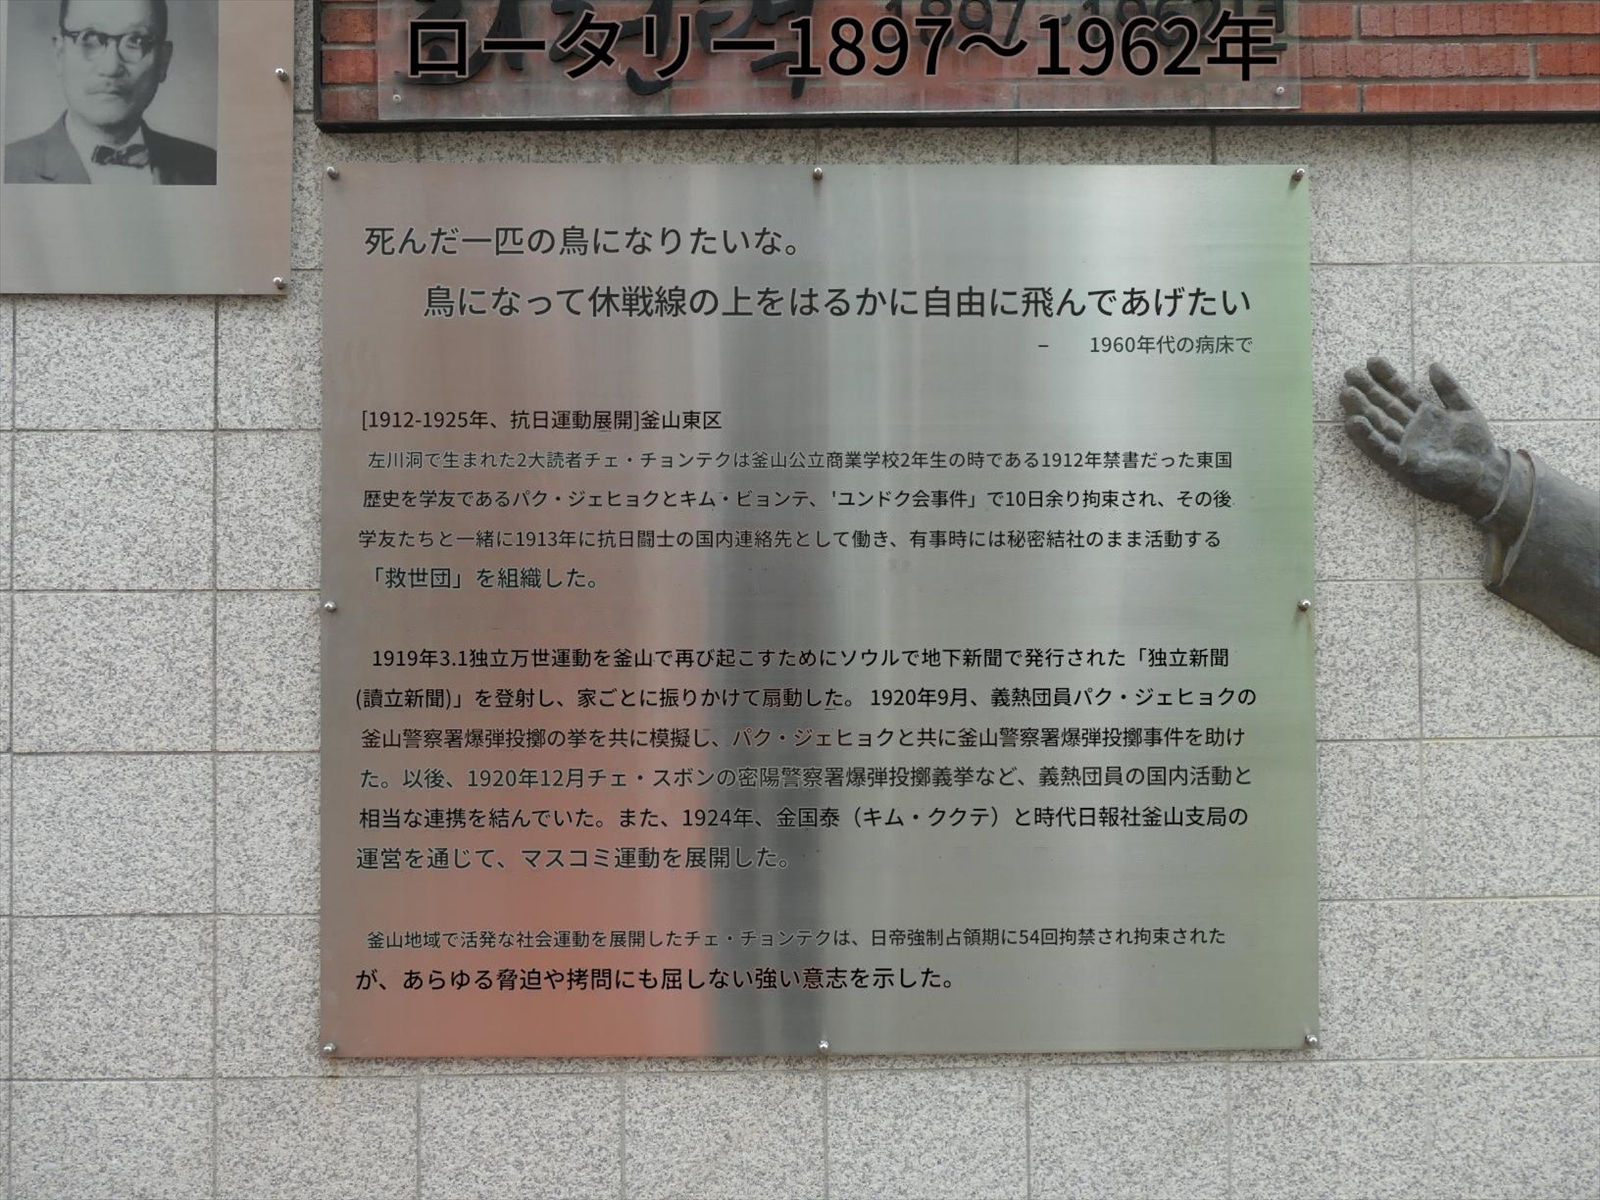 ロータリー1897〜1962年
死んだ一匹の鳥になりたいな。
鳥になって休戦線の上をはるかに自由に飛んであげたい
– 1960年代の病床で
[1912-1925年、抗日運動展開]釜山東区
左川洞で生まれた2大読者チェ・チョンテクは釜山公立商業学校2年生の時である1912年禁書だった東国
歴史を学友であるパク・ジェヒョクとキム・ビョンテ、'ユンドク会事件」で10日余り拘束され、その後
学友たちと一緒に1913年に抗日闘士の国内連絡先として働き、有事時には秘密結社のまま活動する
「救世団」を組織した。
1919年3.1独立万世運動を釜山で再び起こすためにソウルで地下新聞で発行された「独立新聞
(讀立新聞)」を登射し、家ごとに振りかけて扇動した。 1920年9月、義熱団員パク・ジェヒョクの
釜山警察署爆弾投擲の挙を共に模擬し、パク・ジェヒョクと共に釜山警察署爆弾投擲事件を助け
た。以後、1920年12月チェ・スボンの密陽警察署爆弾投擲義挙など、義熱団員の国内活動と
相当な連携を結んでいた。また、1924年、金国泰（キム・ククテ）と時代日報社釜山支局の
運営を通じて、マスコミ運動を展開した。
釜山地域で活発な社会運動を展開したチェ・チョンテクは、日帝強制占領期に54回拘禁され拘束された
が、あらゆる脅迫や拷問にも屈しない強い意志を示した。